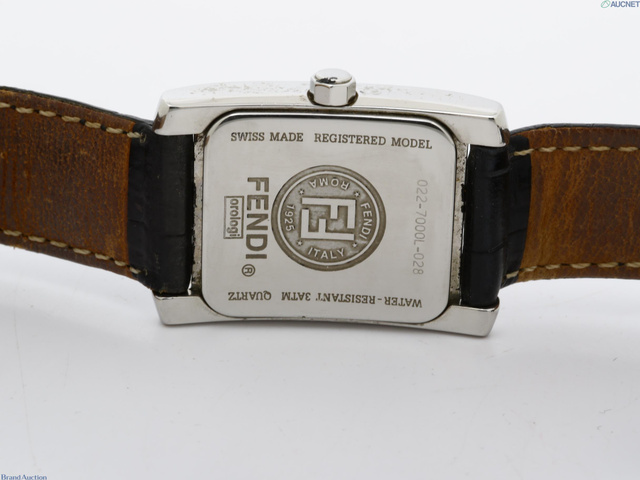 AUCNET
SWISS MADE REGISTERED MODEL
FENDI®
orologi
FENDI
ROMA
1925
ITALY
022-7000L-028
WATER-RESISTANT 3ATM QUARTZ
Brand Auction